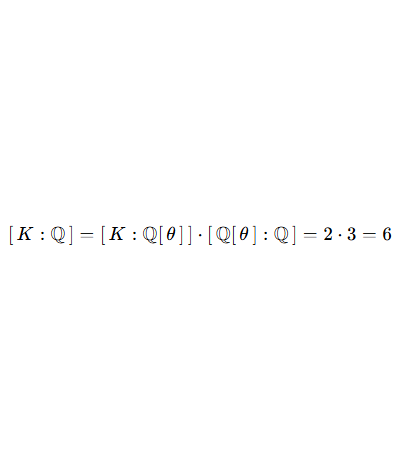 [ K : ℚ ] = [ K : ℚ[ θ ] ] · [ ℚ[ θ ] : ℚ ] = 2 · 3 = 6